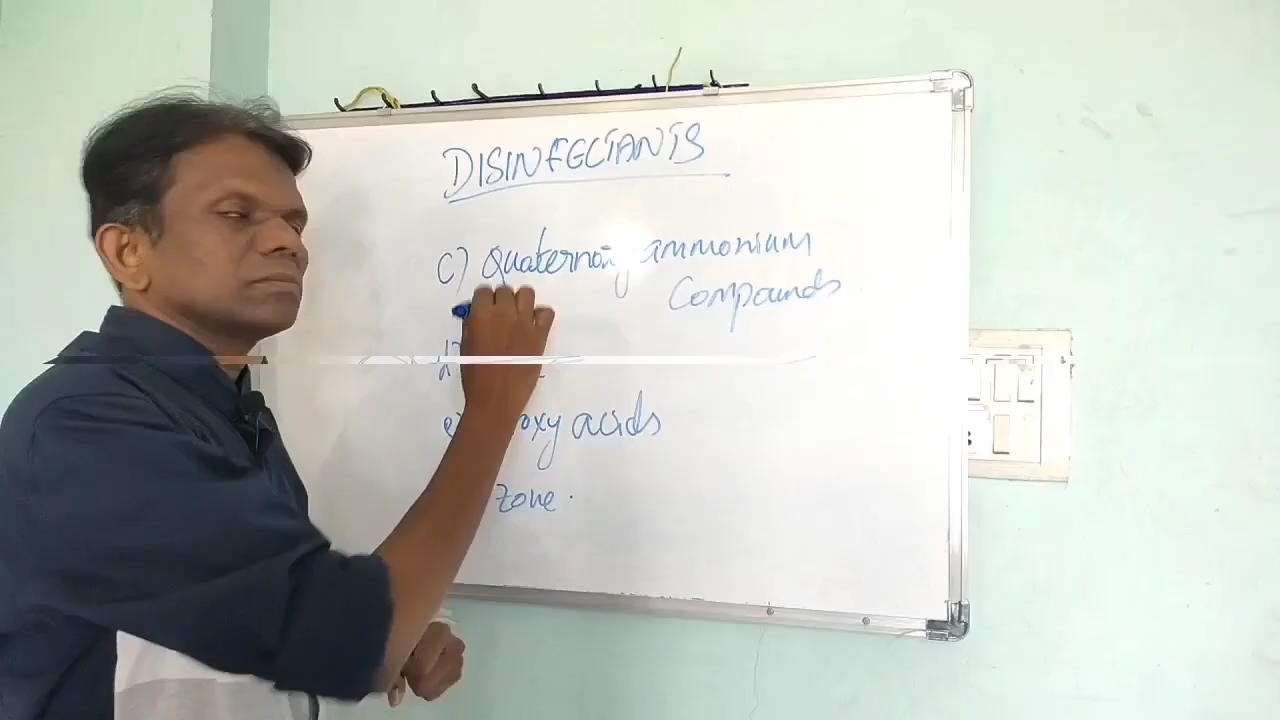 DISINFECTANTS
c) Quaternary ammonium
Compounds
d)
e) oxy acids
zone.